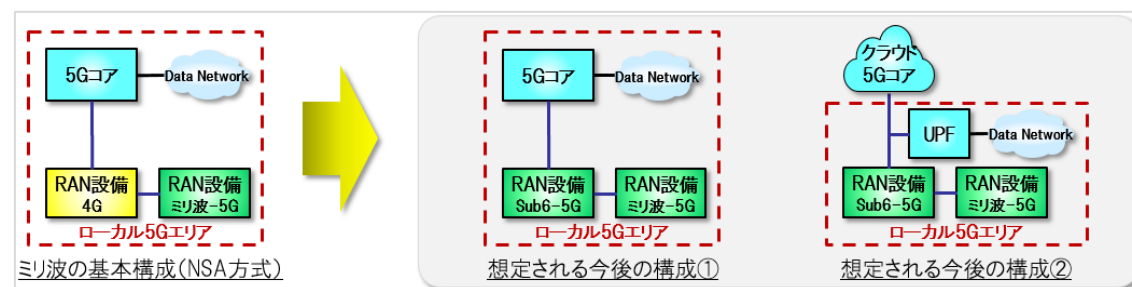 5Gコア
Data Network
RAN設備
4G
RAN設備
ミリ波-5G
ローカル5Gエリア
ミリ波の基本構成(NSA方式)
5Gコア
Data Network
RAN設備
Sub6-5G
RAN設備
ミリ波-5G
ローカル5Gエリア
想定される今後の構成①
クラウド
5Gコア
UPF
Data Network
RAN設備
Sub6-5G
RAN設備
ミリ波-5G
ローカル5Gエリア
想定される今後の構成②